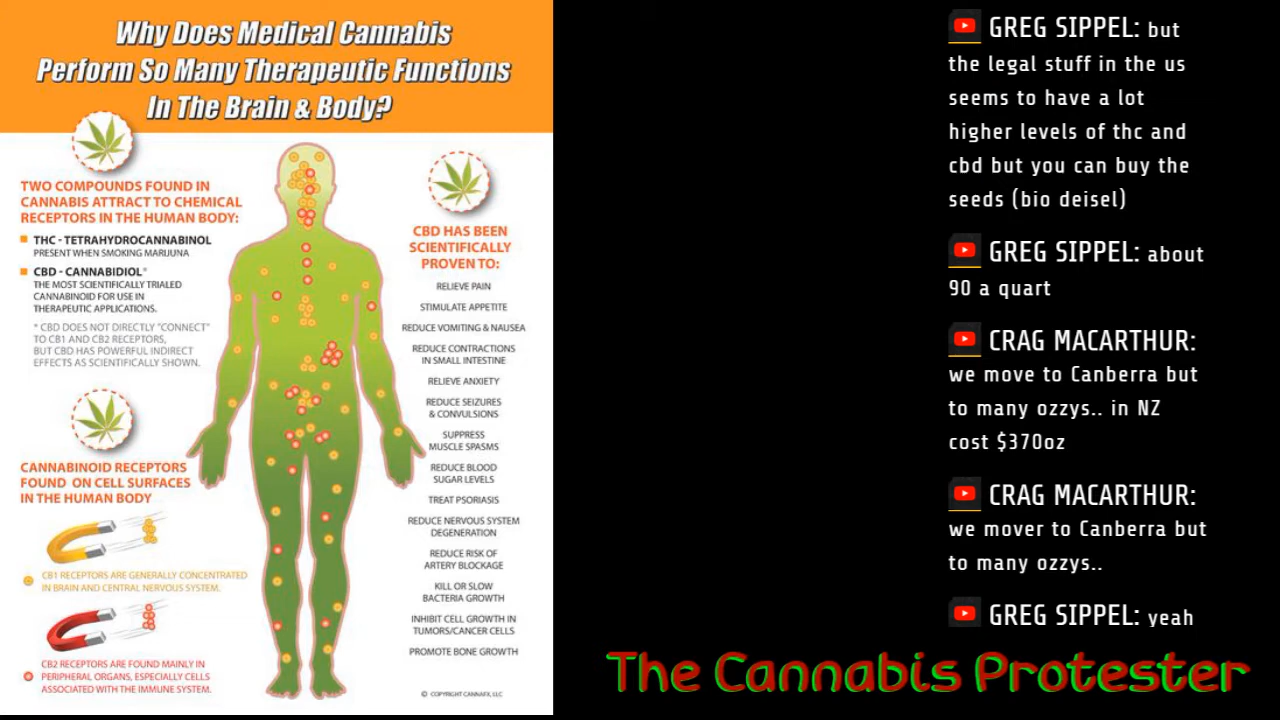 Why Does Medical Cannabis
Perform So Many Therapeutic Functions
In The Brain & Body?
TWO COMPOUNDS FOUND IN
CANNABIS ATTRACT TO CHEMICAL
RECEPTORS IN THE HUMAN BODY:
THC - TETRAHYDROCANNABINOL
PRESENT WHEN SMOKING MARIJUNA
CBD - CANNABIDIOL*
THE MOST SCIENTIFICALLY TRIALED
CANNABINOID FOR USE IN
THERAPEUTIC APPLICATIONS.
* CBD DOES NOT DIRECTLY "CONNECT"
TO CB1 AND CB2 RECEPTORS,
BUT CBD HAS POWERFUL INDIRECT
EFFECTS AS SCIENTIFICALLY SHOWN.
CANNABINOID RECEPTORS
FOUND ON CELL SURFACES
IN THE HUMAN BODY
CB1 RECEPTORS ARE GENERALLY CONCENTRATED
IN BRAIN AND CENTRAL NERVOUS SYSTEM.
CB2 RECEPTORS ARE FOUND MAINLY IN
PERIPHERAL ORGANS, ESPECIALLY CELLS
ASSOCIATED WITH THE IMMUNE SYSTEM.
CBD HAS BEEN
SCIENTIFICALLY
PROVEN TO:
RELIEVE PAIN
STIMULATE APPETITE
REDUCE VOMITING & NAUSEA
REDUCE CONTRACTIONS
IN SMALL INTESTINE
RELIEVE ANXIETY
REDUCE SEIZURES
& CONVULSIONS
SUPPRESS
MUSCLE SPASMS
REDUCE BLOOD
SUGAR LEVELS
TREAT PSORIASIS
REDUCE NERVOUS SYSTEM
DEGENERATION
REDUCE RISK OF
ARTERY BLOCKAGE
KILL OR SLOW
BACTERIA GROWTH
INHIBIT CELL GROWTH IN
TUMORS/CANCER CELLS
PROMOTE BONE GROWTH
© COPYRIGHT CANNAFX, LLC
GREG SIPPEL: but
the legal stuff in the us
seems to have a lot
higher levels of thc and
cbd but you can buy the
seeds (bio deisel)
GREG SIPPEL: about
90 a quart
CRAG MACARTHUR:
we move to Canberra but
to many ozzys.. in NZ
cost $370oz
CRAG MACARTHUR:
we mover to Canberra but
to many ozzys..
GREG SIPPEL: yeah
The Cannabis Protester